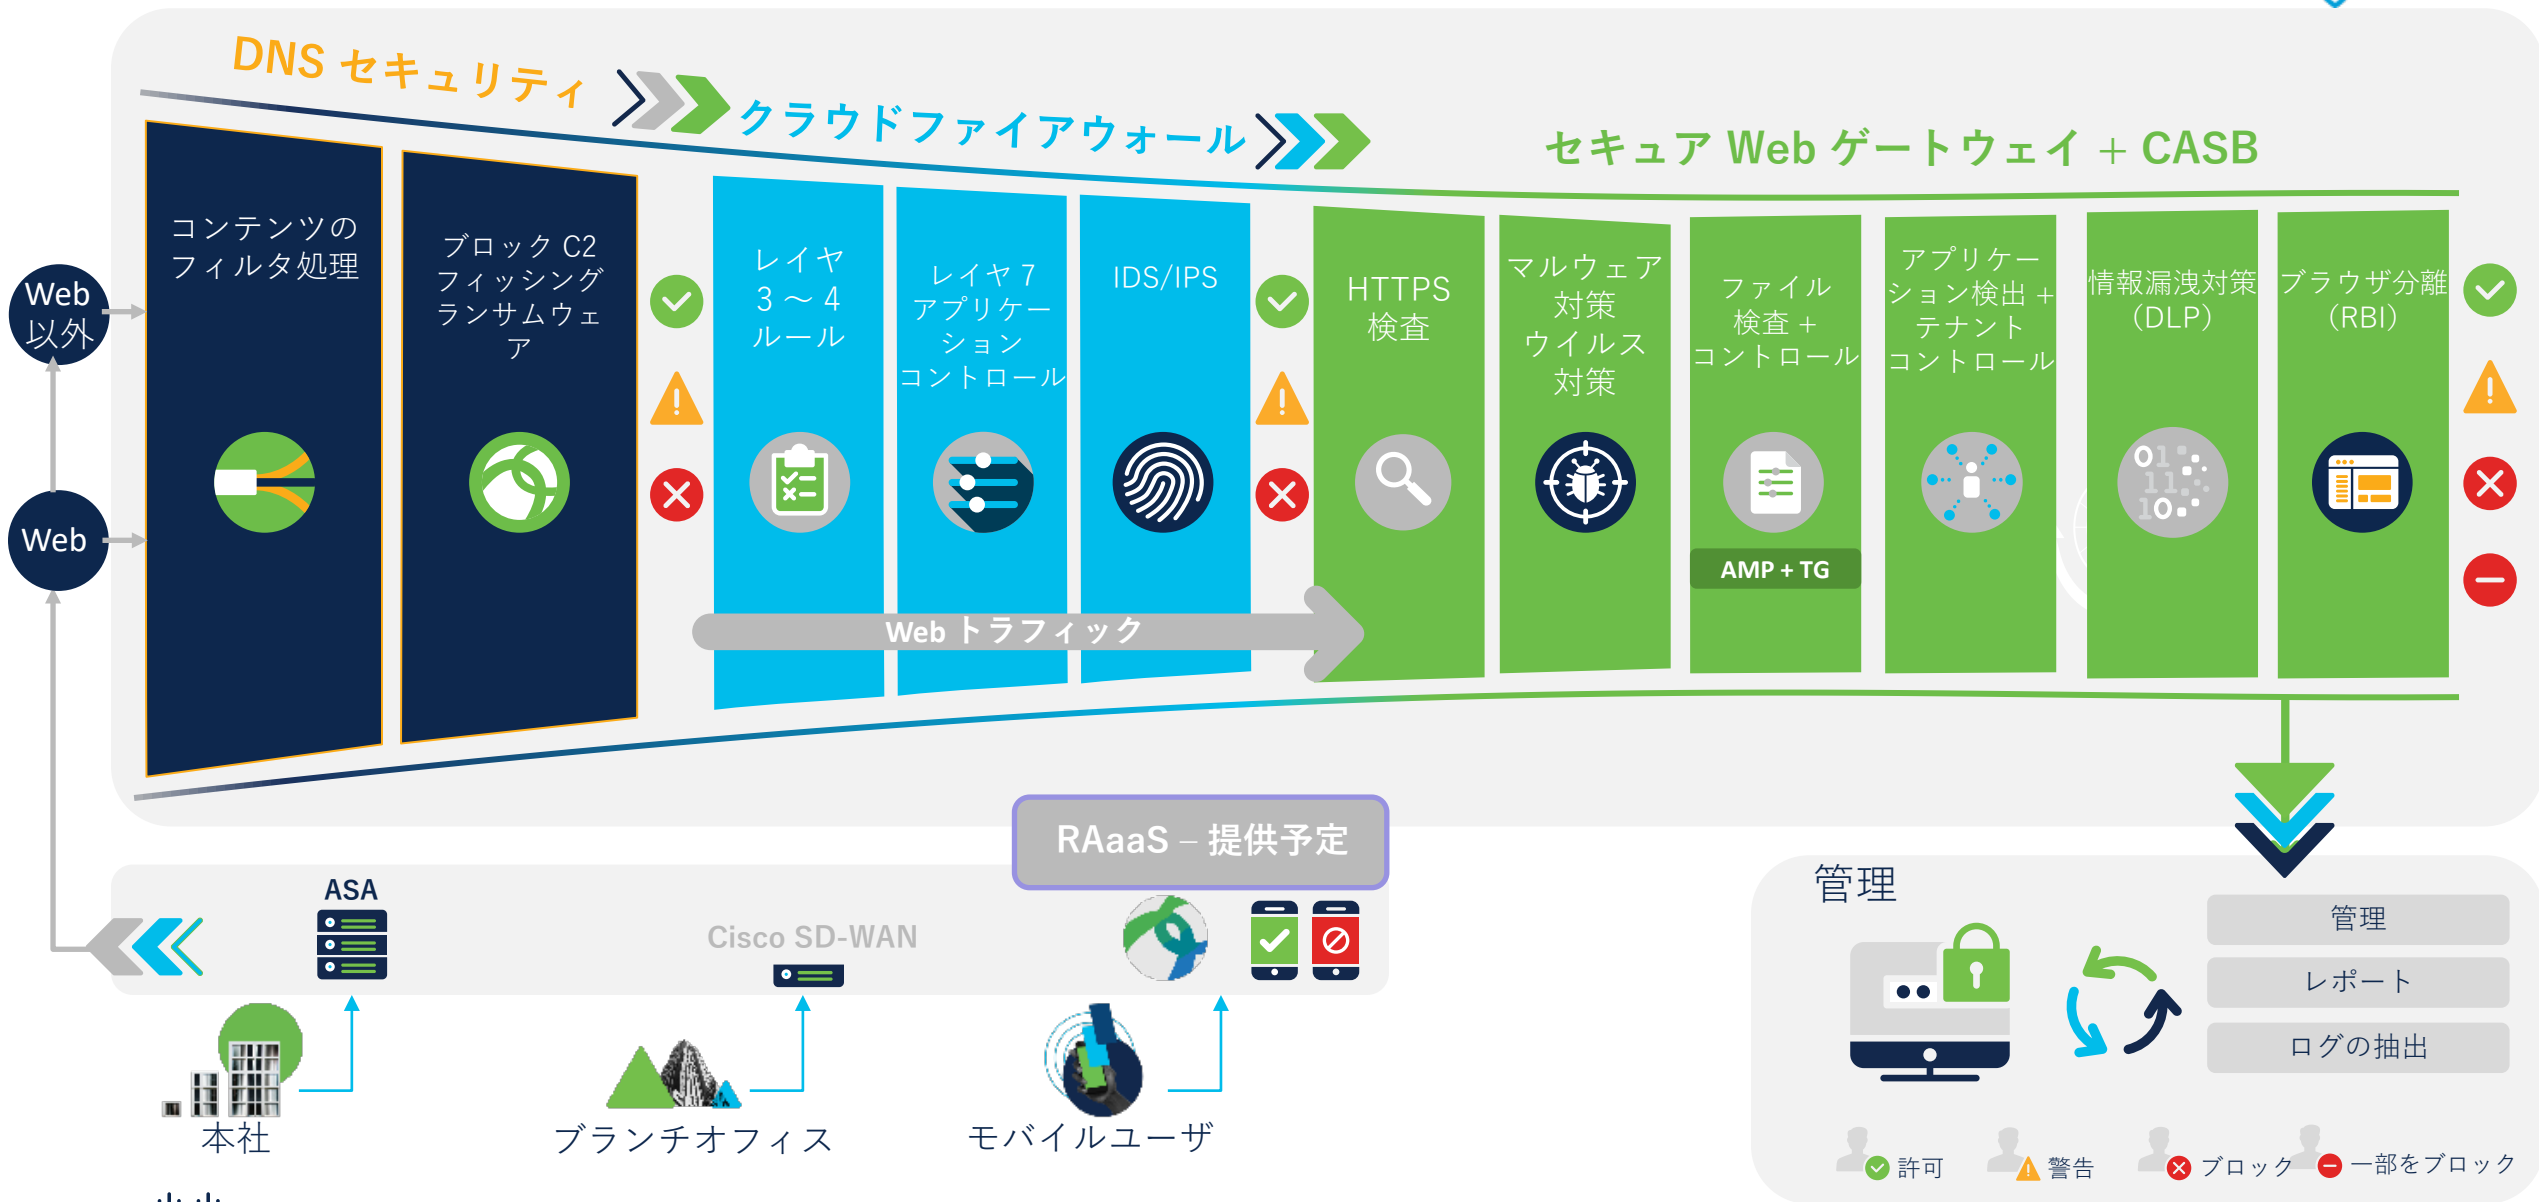 DNS セキュリティ
クラウドファイアウォール
セキュア Web ゲートウェイ + CASB
Web
以外
Web
コンテンツの
フィルタ処理
ブロック C2
フィッシング
ランサムウェ
ア
レイヤ
3 ～ 4
ルール
レイヤ 7
アプリケー
ション
コントロール
IDS/IPS
HTTPS
検査
マルウェア
対策
ウイルス
対策
ファイル
検査 +
コントロール
AMP + TG
アプリケー
ション検出 +
テナント
コントロール
情報漏洩対策
（DLP）
01
11
10
ブラウザ分離
（RBI）
Web トラフィック
RAaaS – 提供予定
ASA
Cisco SD-WAN
本社
ブランチオフィス
モバイルユーザ
管理
管理
レポート
ログの抽出
許可
警告
ブロック
一部をブロック